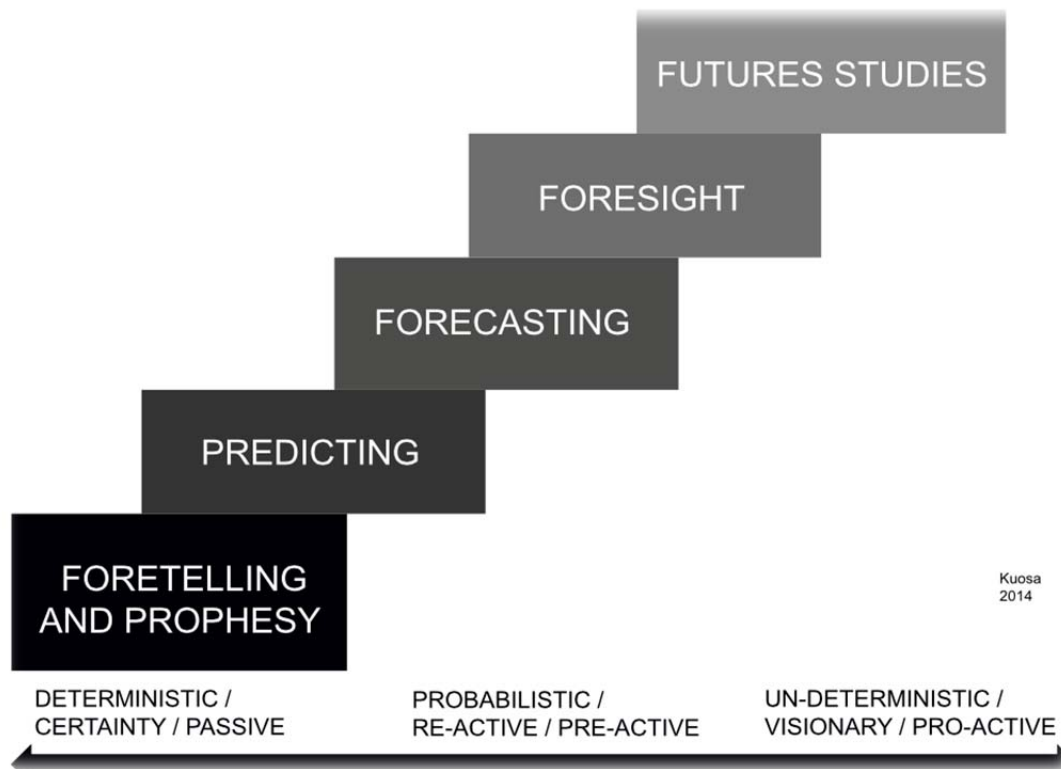 FUTURES STUDIES
FORESIGHT
FORECASTING
PREDICTING
FORETELLING
AND PROPHESY
Kuosa
2014
DETERMINISTIC /
CERTAINTY / PASSIVE
PROBABILISTIC /
RE-ACTIVE / PRE-ACTIVE
UN-DETERMINISTIC /
VISIONARY / PRO-ACTIVE